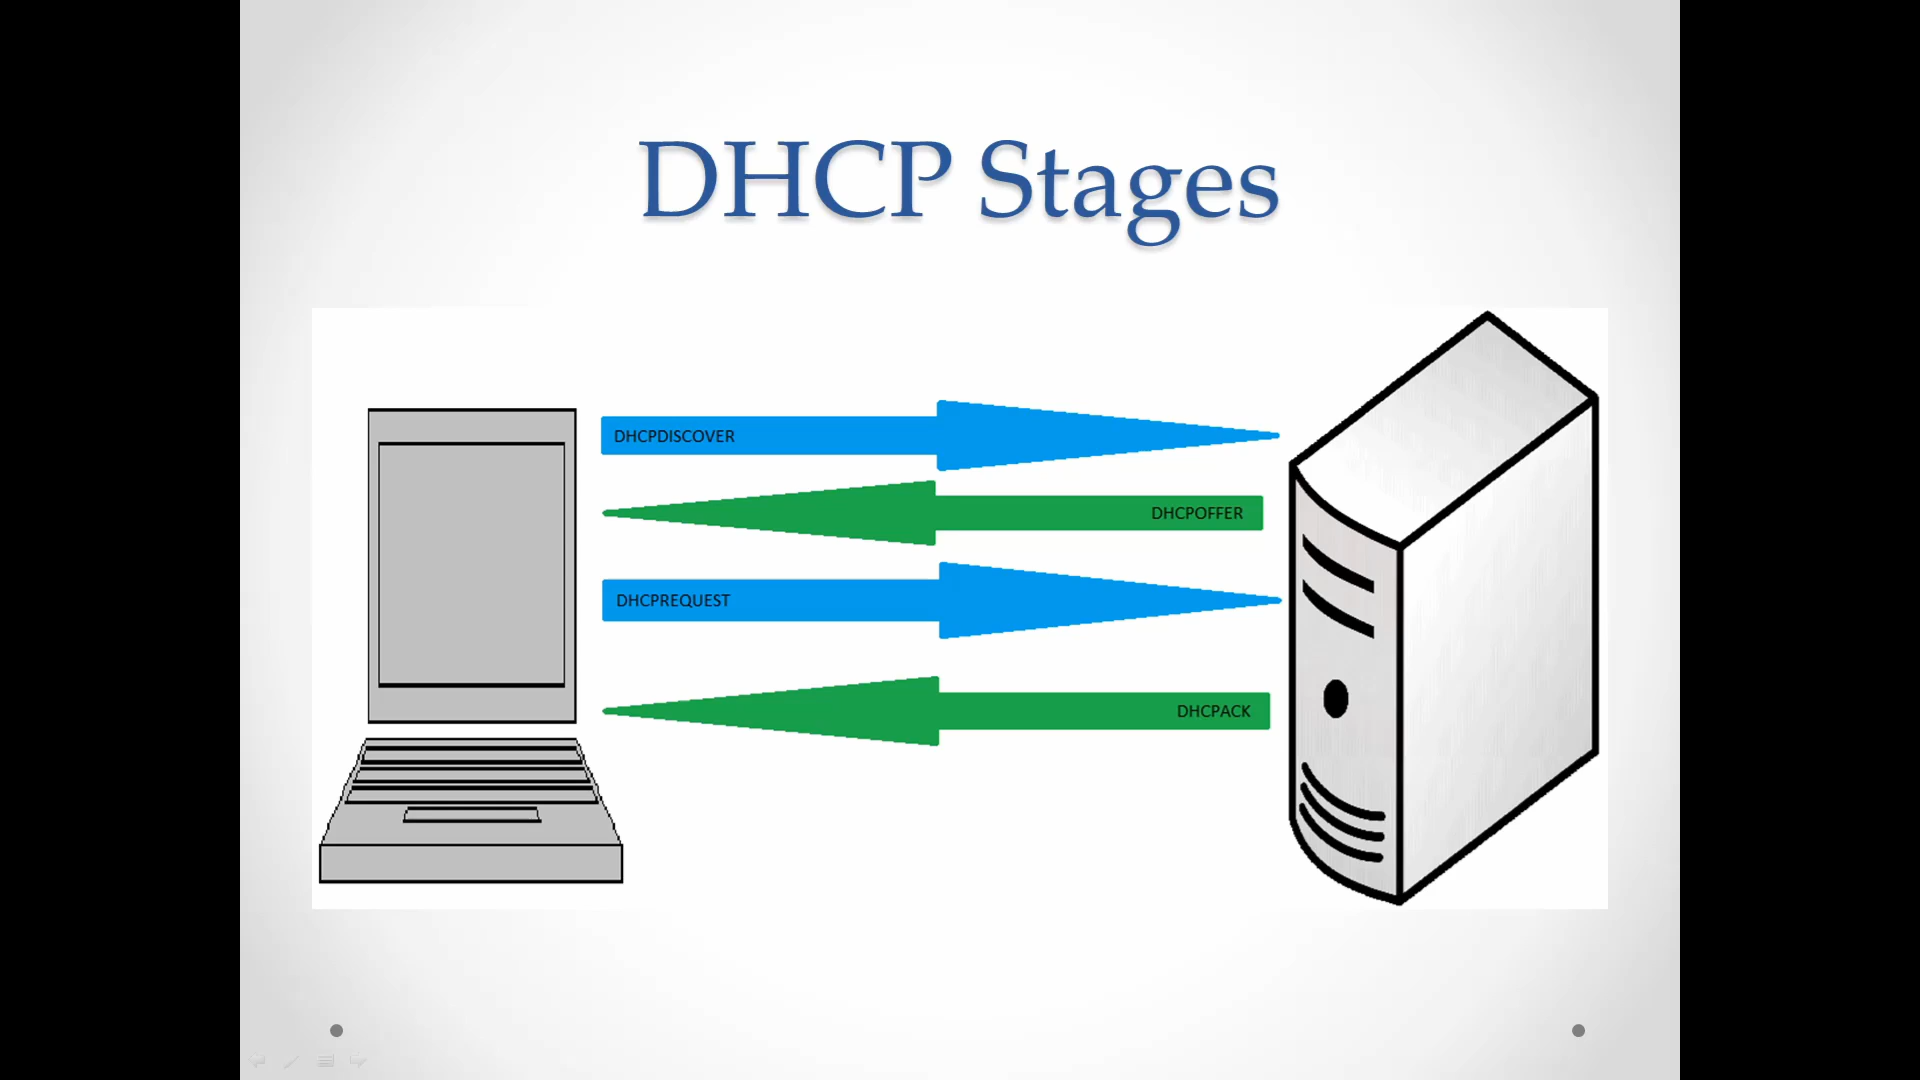 DHCP Stages
DHCPDISCOVER
DHCPOFFER
DHCPREQUEST
DHCPACK